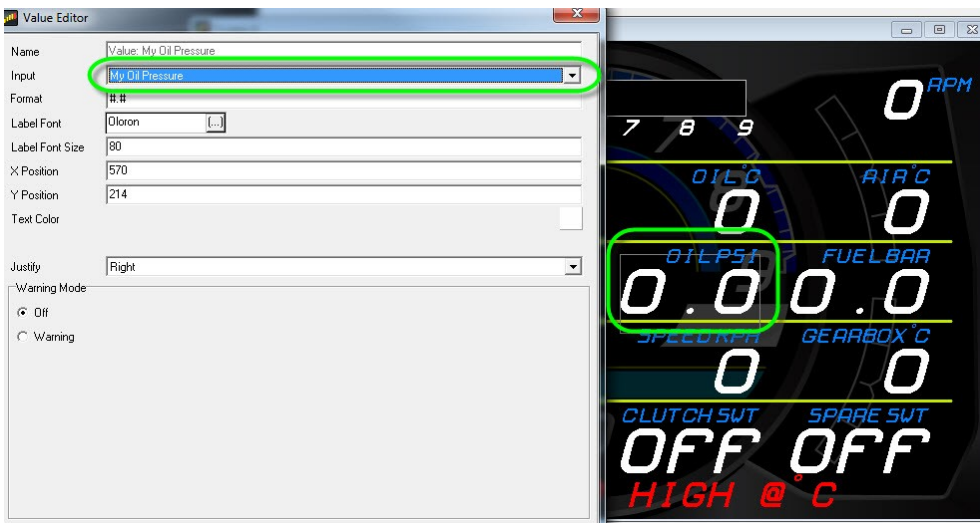 Value Editor
Name Value: My Oil Pressure
Input My Oil Pressure
Format #.#
Label Font Oloron (...)
Label Font Size 80
X Position 570
Y Position 214
Text Color
Justify Right
Warning Mode
Off
Warning
0 RPM
7 8 9
OIL°C AIR°C
0 0
OILPSI FUELBAR
0.0 0.0
SPEED KPH GEARBOX°C
0 0
CLUTCH SWT SPARE SWT
OFF OFF
HIGH @°C